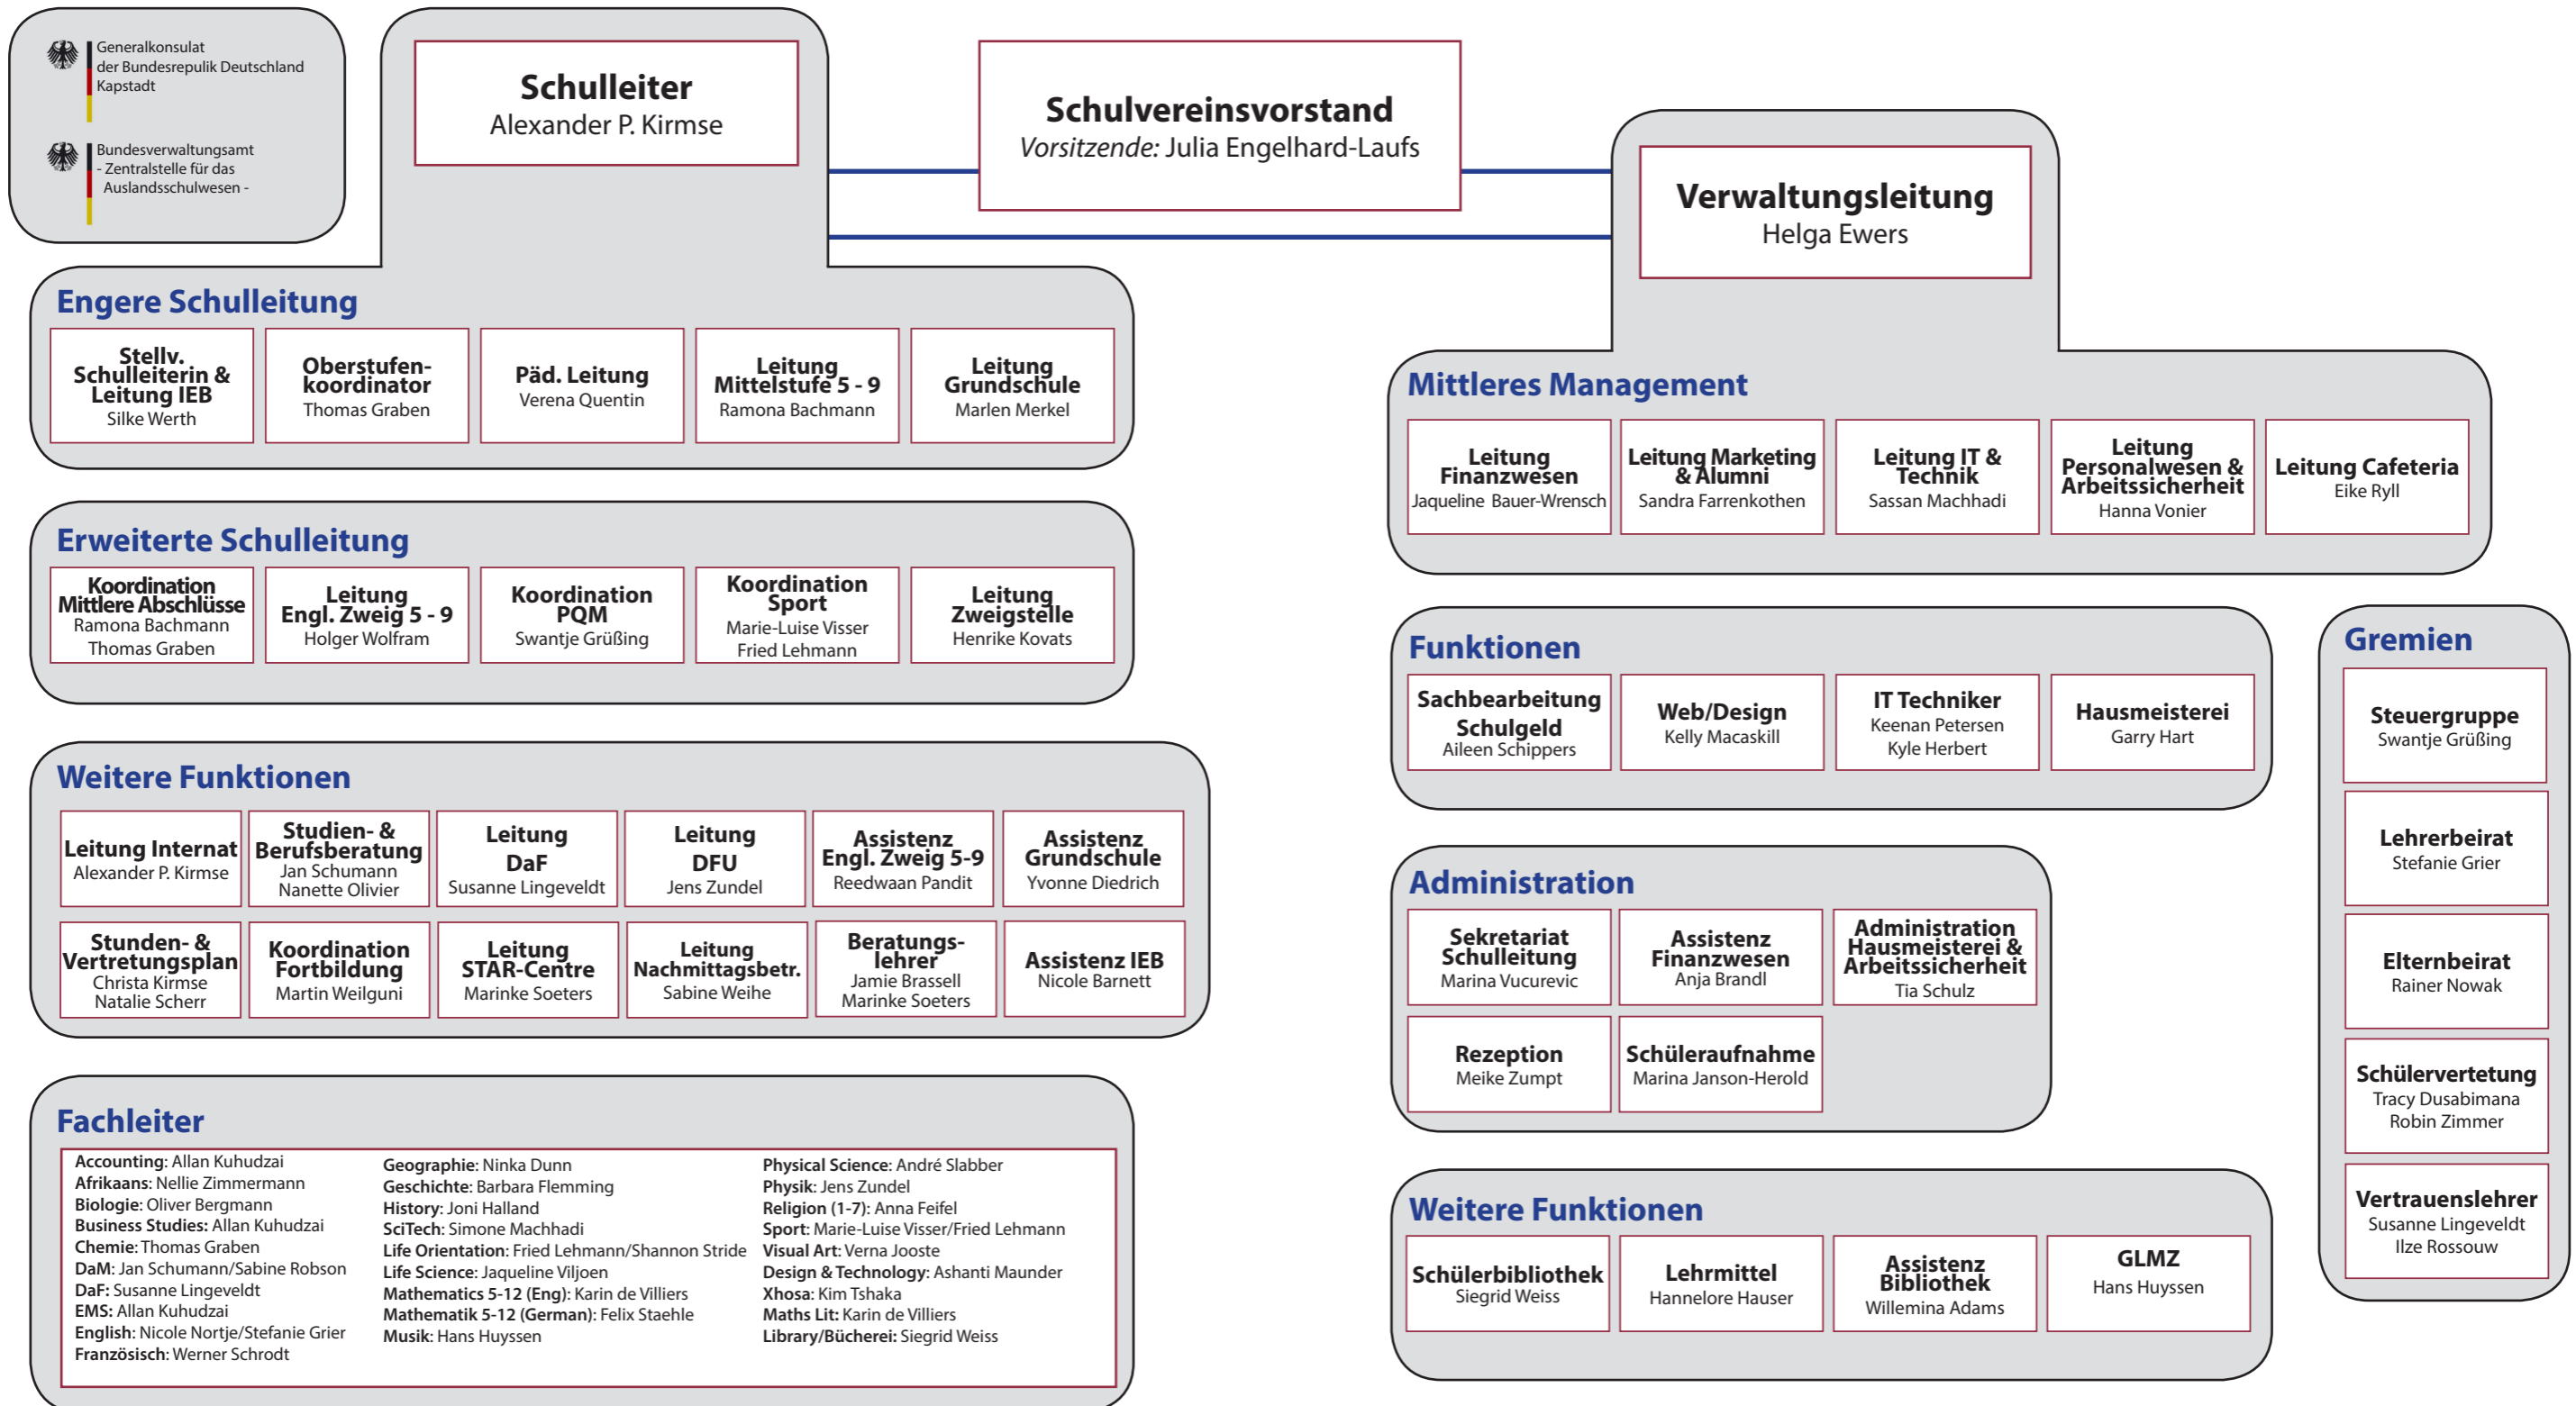 Generalkonsulat
der Bundesrepulik Deutschland
Kapstadt
Bundesverwaltungsamt
- Zentralstelle für das
Auslandsschulwesen -
Schulleiter
Alexander P. Kirmse
Schulvereinsvorstand
Vorsitzende: Julia Engelhard-Laufs
Verwaltungsleitung
Helga Ewers
Engere Schulleitung
Stellv.
Schulleiterin &
Leitung IEB
Silke Werth
Oberstufen-
koordinator
Thomas Graben
Päd. Leitung
Verena Quentin
Leitung
Mittelstufe 5 - 9
Ramona Bachmann
Leitung
Grundschule
Marlen Merkel
Erweiterte Schulleitung
Koordination
Mittlere Abschlüsse
Ramona Bachmann
Thomas Graben
Leitung
Engl. Zweig 5 - 9
Holger Wolfram
Koordination
PQM
Swantje Grüßing
Koordination
Sport
Marie-Luise Visser
Fried Lehmann
Leitung
Zweigstelle
Henrike Kovats
Weitere Funktionen
Leitung Internat
Alexander P. Kirmse
Studien- &
Berufsberatung
Jan Schumann
Nanette Olivier
Leitung
DaF
Susanne Lingeveldt
Leitung
DFU
Jens Zundel
Assistenz
Engl. Zweig 5-9
Reedwaan Pandit
Assistenz
Grundschule
Yvonne Diedrich
Stunden- &
Vertretungsplan
Christa Kirmse
Natalie Scherr
Koordination
Fortbildung
Martin Weilguni
Leitung
STAR-Centre
Marinke Soeters
Leitung
Nachmittagsbetr.
Sabine Weihe
Beratungs-
lehrer
Jamie Brassell
Marinke Soeters
Assistenz IEB
Nicole Barnett
Fachleiter
Accounting: Allan Kuhudzai
Afrikaans: Nellie Zimmermann
Biologie: Oliver Bergmann
Business Studies: Allan Kuhudzai
Chemie: Thomas Graben
DaM: Jan Schumann/Sabine Robson
DaF: Susanne Lingeveldt
EMS: Allan Kuhudzai
English: Nicole Nortje/Stefanie Grier
Französisch: Werner Schrodt
Geographie: Ninka Dunn
Geschichte: Barbara Flemming
History: Joni Halland
SciTech: Simone Machhadi
Life Orientation: Fried Lehmann/Shannon Stride
Life Science: Jaqueline Viljoen
Mathematics 5-12 (Eng): Karin de Villiers
Mathematik 5-12 (German): Felix Staehle
Musik: Hans Huyssen
Physical Science: André Slabber
Physik: Jens Zundel
Religion (1-7): Anna Feifel
Sport: Marie-Luise Visser/Fried Lehmann
Visual Art: Verna Jooste
Design & Technology: Ashanti Maunder
Xhosa: Kim Tshaka
Maths Lit: Karin de Villiers
Library/Bücherei: Siegrid Weiss
Mittleres Management
Leitung
Finanzwesen
Jaqueline Bauer-Wrensch
Leitung Marketing
& Alumni
Sandra Farrenkothen
Leitung IT &
Technik
Sassan Machhadi
Leitung
Personalwesen &
Arbeitssicherheit
Hanna Vonier
Leitung Cafeteria
Eike Ryll
Funktionen
Sachbearbeitung
Schulgeld
Aileen Schippers
Web/Design
Kelly Macaskill
IT Techniker
Keenan Petersen
Kyle Herbert
Hausmeisterei
Garry Hart
Administration
Sekretariat
Schulleitung
Marina Vucurevic
Assistenz
Finanzwesen
Anja Brandl
Administration
Hausmeisterei &
Arbeitssicherheit
Tia Schulz
Rezeption
Meike Zumpt
Schüleraufnahme
Marina Janson-Herold
Weitere Funktionen
Schülerbibliothek
Siegrid Weiss
Lehrmittel
Hannelore Hauser
Assistenz
Bibliothek
Willemina Adams
GLMZ
Hans Huyssen
Gremien
Steuergruppe
Swantje Grüßing
Lehrerbeirat
Stefanie Grier
Elternbeirat
Rainer Nowak
Schülervertetung
Tracy Dusabimana
Robin Zimmer
Vertrauenslehrer
Susanne Lingeveldt
Ilze Rossouw